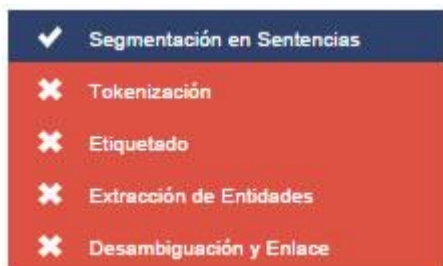 Segmentación en Sentencias
Tokenización
Etiquetado
Extracción de Entidades
Desambiguación y Enlace